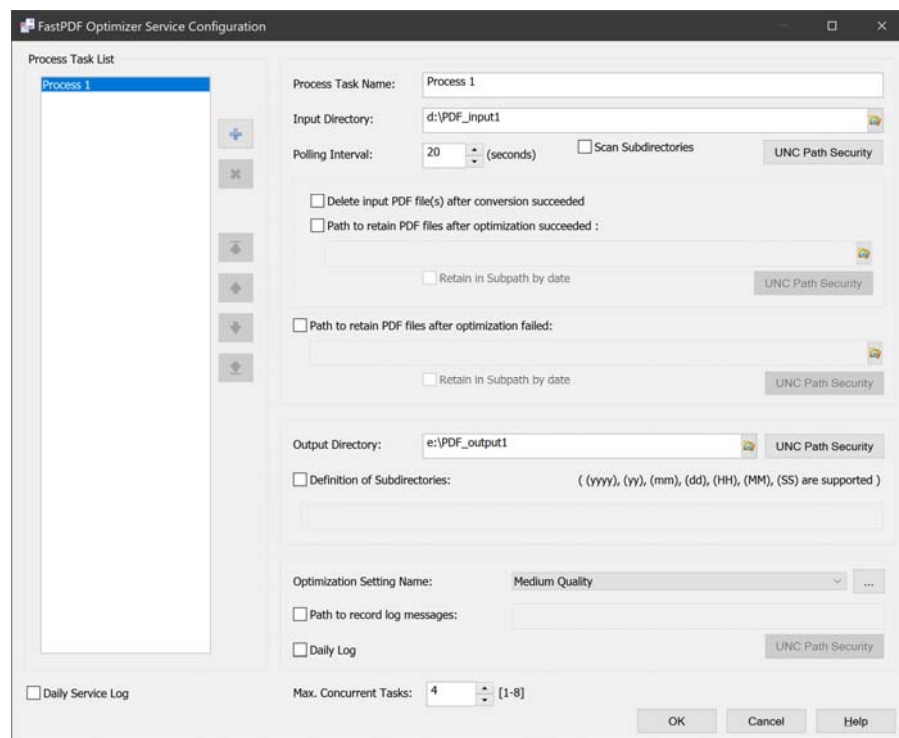 FastPDF Optimizer Service Configuration
Process Task List
Process 1
Process Task Name: Process 1
Input Directory: d:\PDF_input1
Polling Interval: 20 (seconds) Scan Subdirectories UNC Path Security
Delete input PDF file(s) after conversion succeeded
Path to retain PDF files after optimization succeeded :
Retain in Subpath by date UNC Path Security
Path to retain PDF files after optimization failed:
Retain in Subpath by date UNC Path Security
Output Directory: e:\PDF_output1 UNC Path Security
Definition of Subdirectories: ( (yyyy), (yy), (mm), (dd), (HH), (MM), (SS) are supported )
Optimization Setting Name: Medium Quality ...
Path to record log messages:
Daily Log UNC Path Security
Daily Service Log Max. Concurrent Tasks: 4 [1-8]
OK Cancel Help